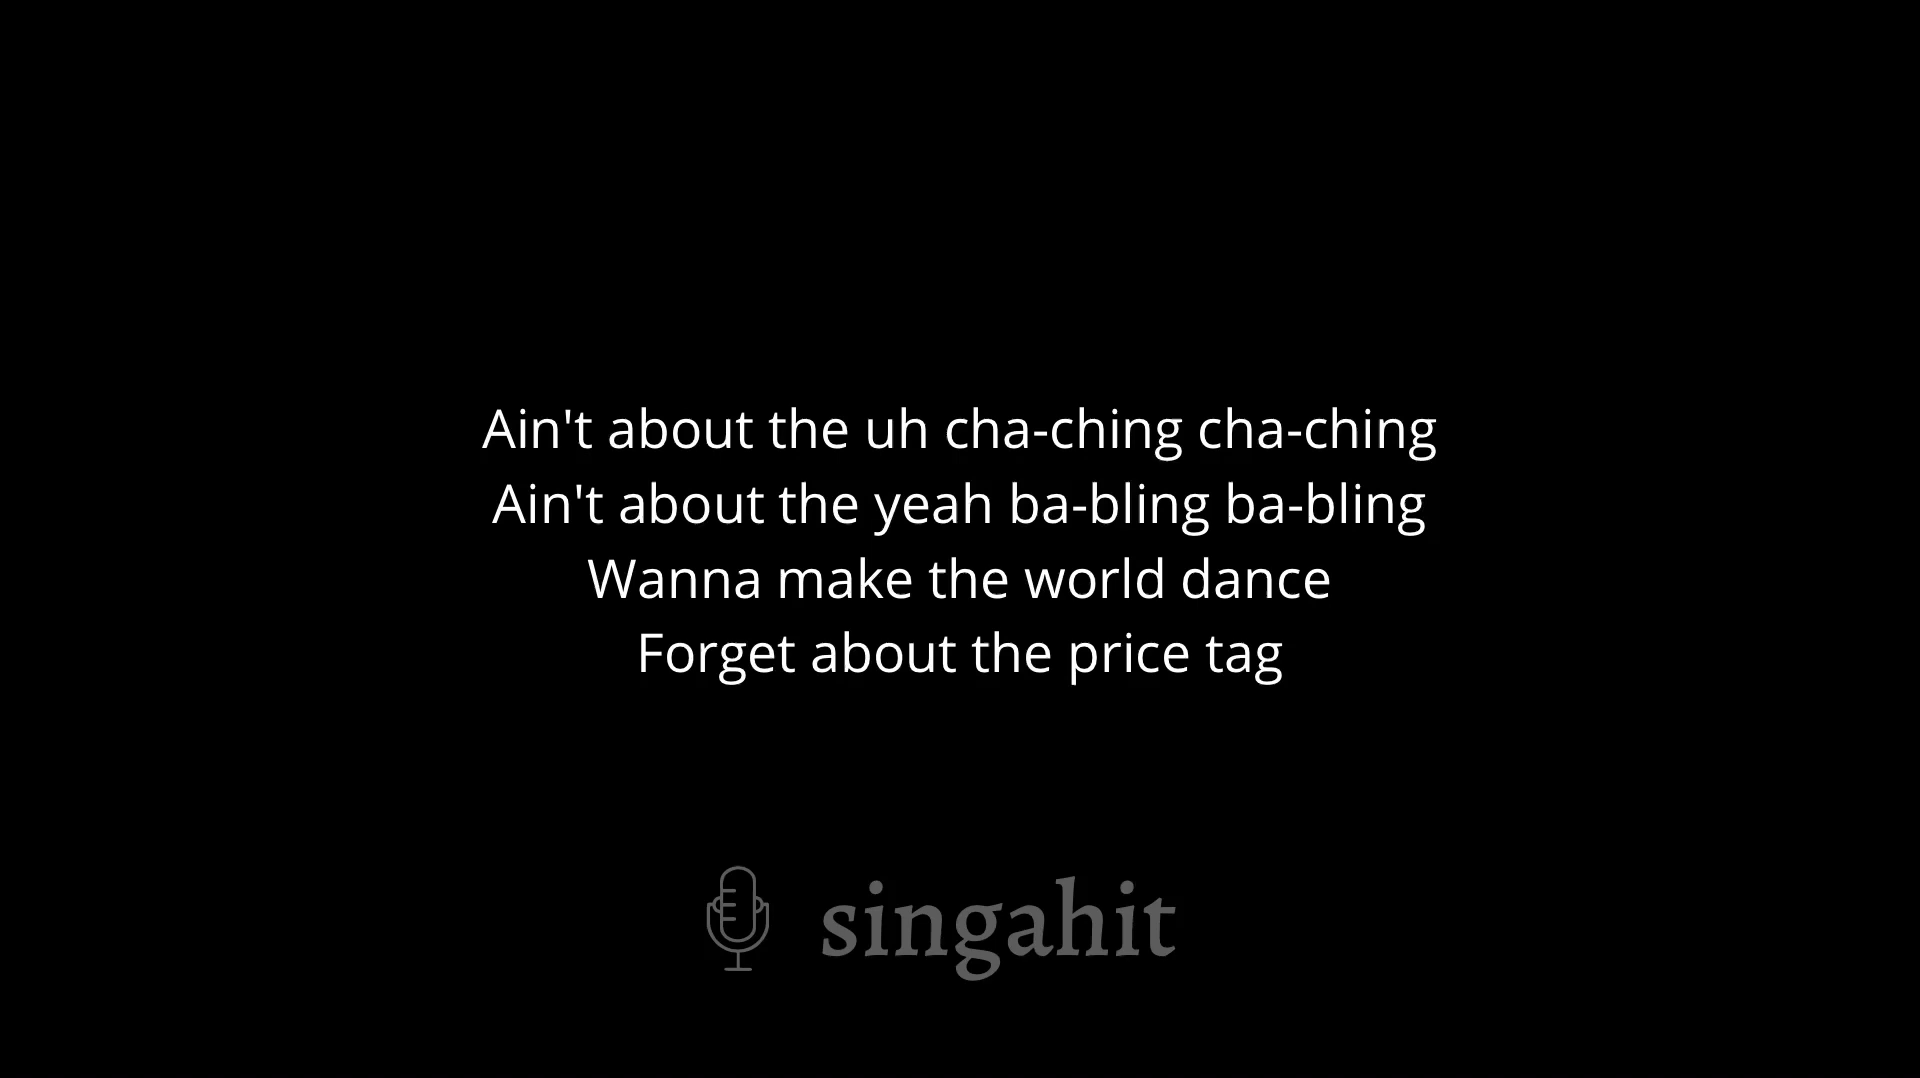 Ain't about the uh cha-ching cha-ching
Ain't about the yeah ba-bling ba-bling
Wanna make the world dance
Forget about the price tag
singahit